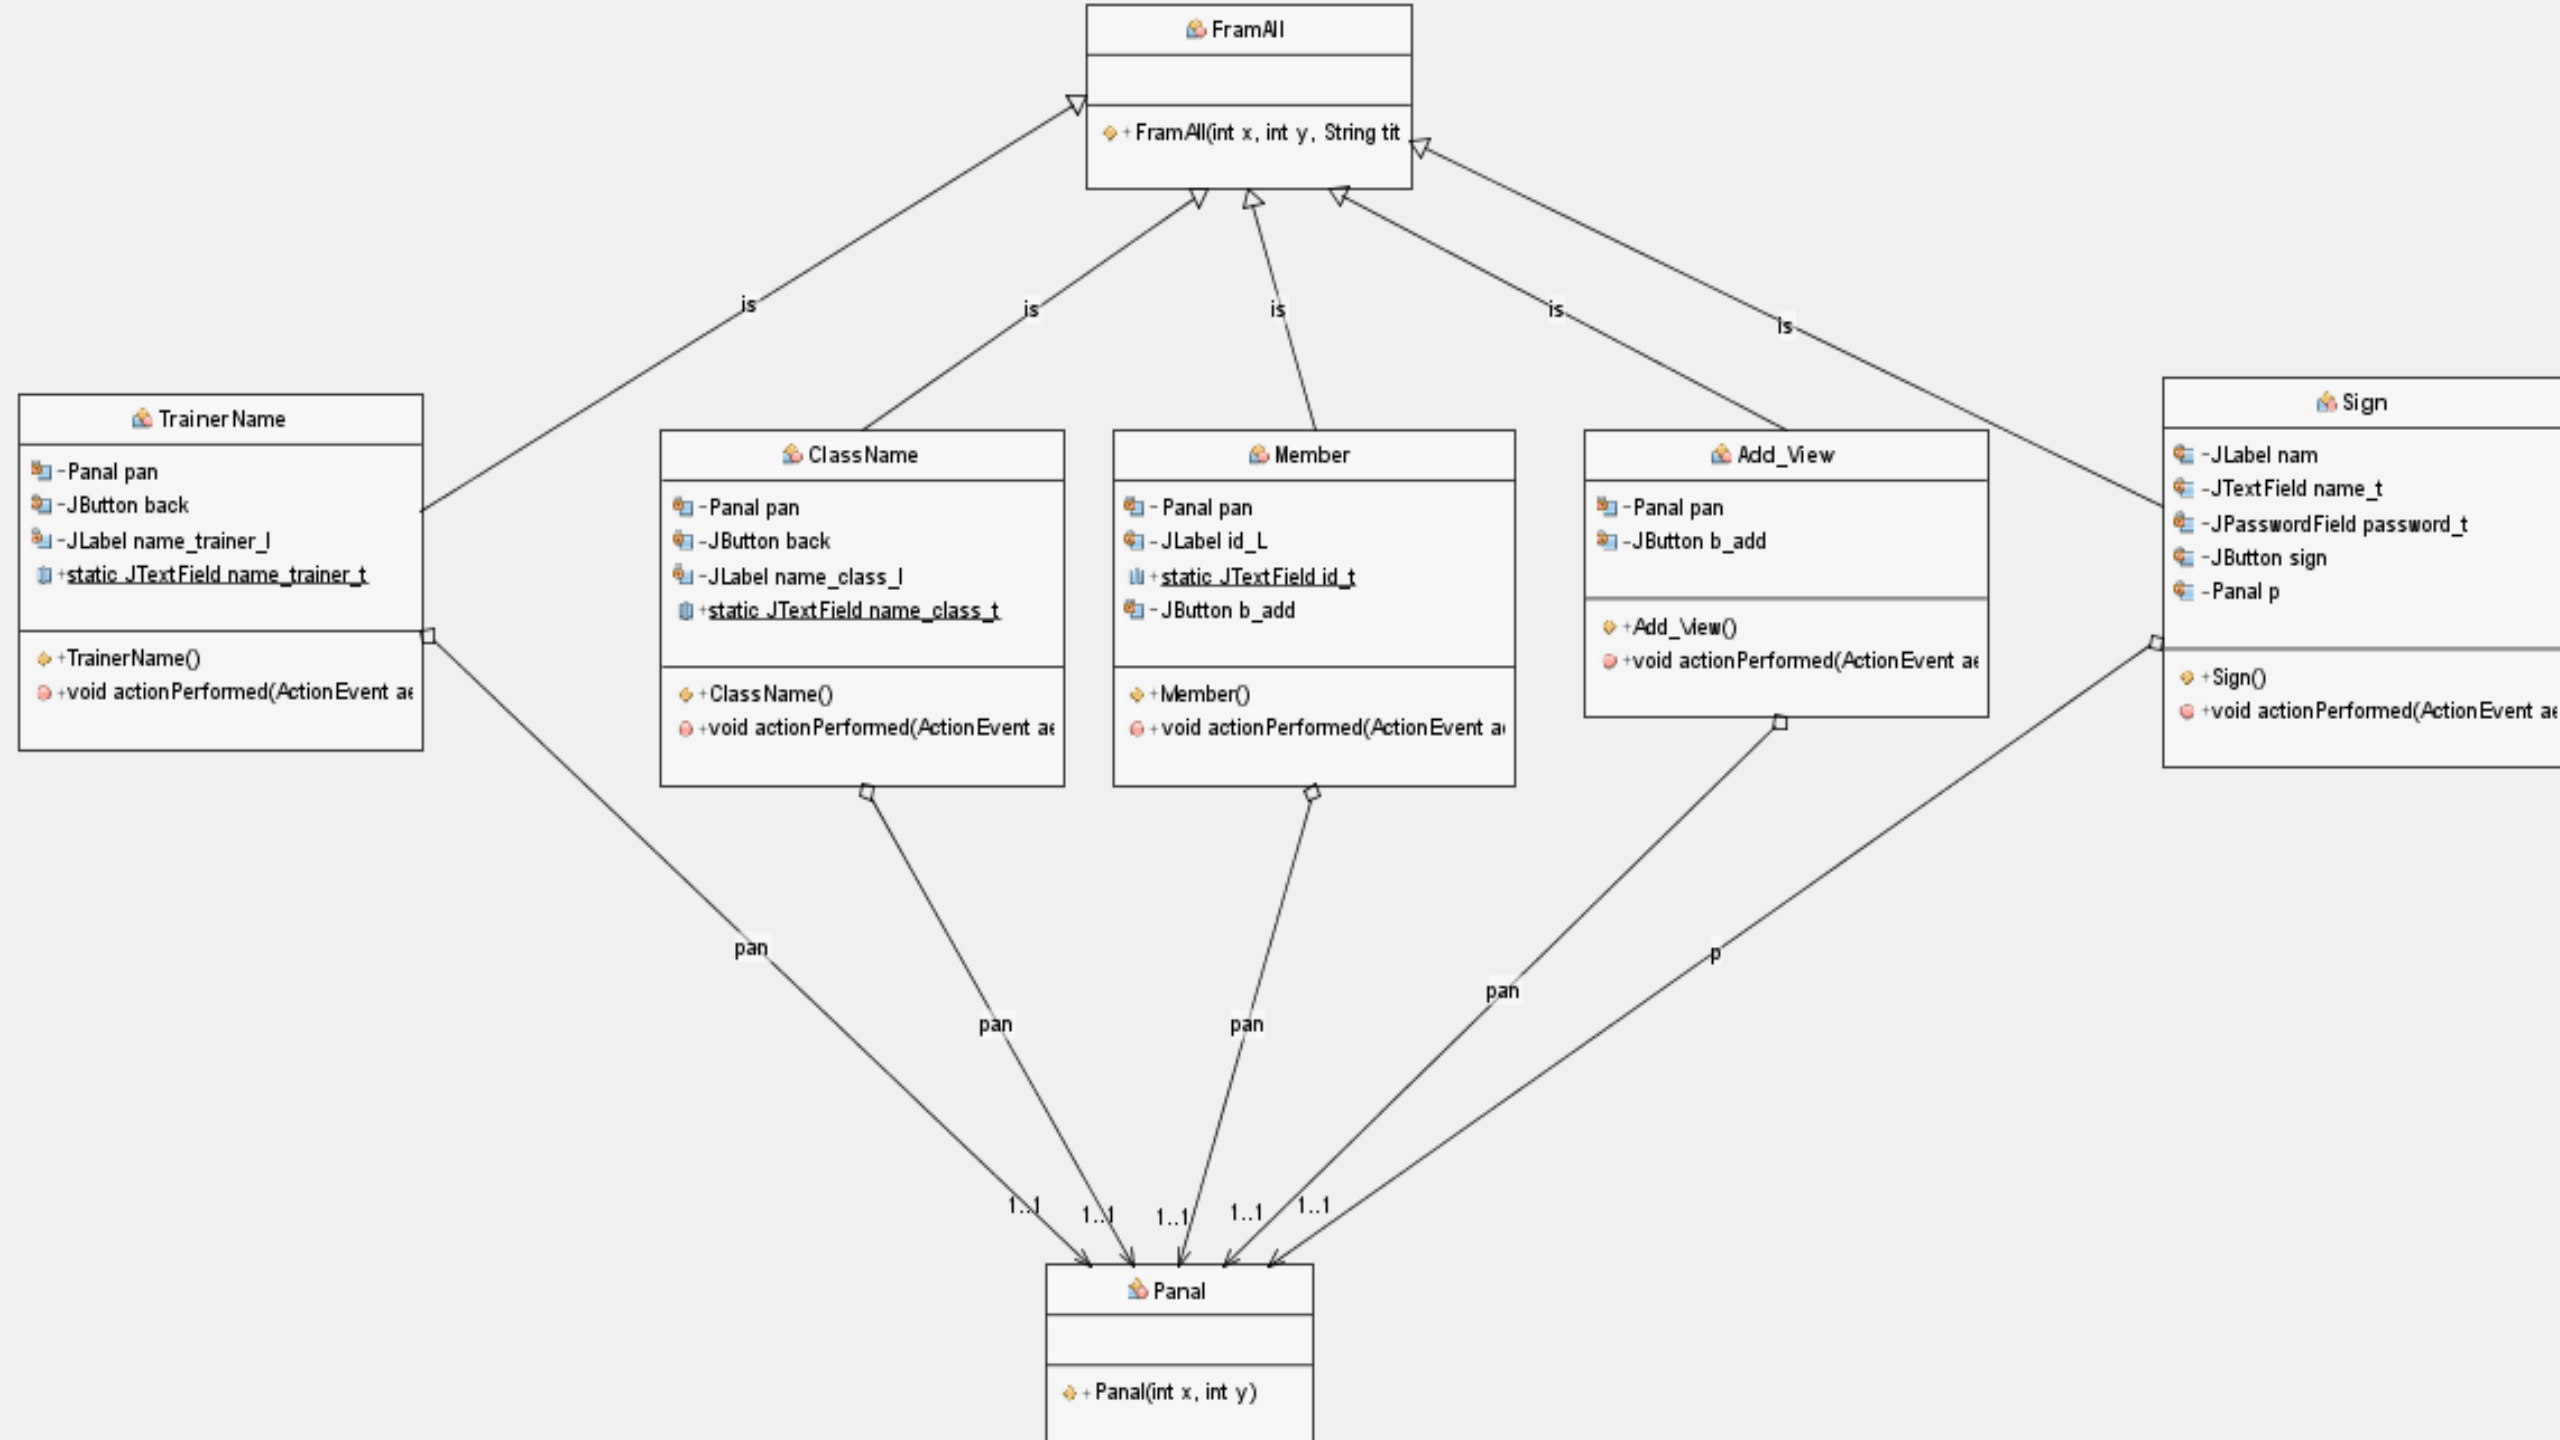 FramAll
+FramAll(int x, int y, String tit
is
is
is
is
is
TrainerName
-Panal pan
-JButton back
-JLabel name_trainer_l
+static JTextField name_trainer_t
+TrainerName()
+void actionPerformed(ActionEvent ae
ClassName
-Panal pan
-JButton back
-JLabel name_class_l
+static JTextField name_class_t
+ClassName()
+void actionPerformed(ActionEvent ae
Member
-Panal pan
-JLabel id_L
+static JTextField id_t
-JButton b_add
+Member()
+void actionPerformed(ActionEvent a
Add_View
-Panal pan
-JButton b_add
+Add_View()
+void actionPerformed(ActionEvent ae
Sign
-JLabel nam
-JTextField name_t
-JPasswordField password_t
-JButton sign
-Panal p
+Sign()
+void actionPerformed(ActionEvent ae
pan
pan
pan
pan
p
1..1
1..1
1..1
1..1
1..1
Panal
+Panal(int x, int y)